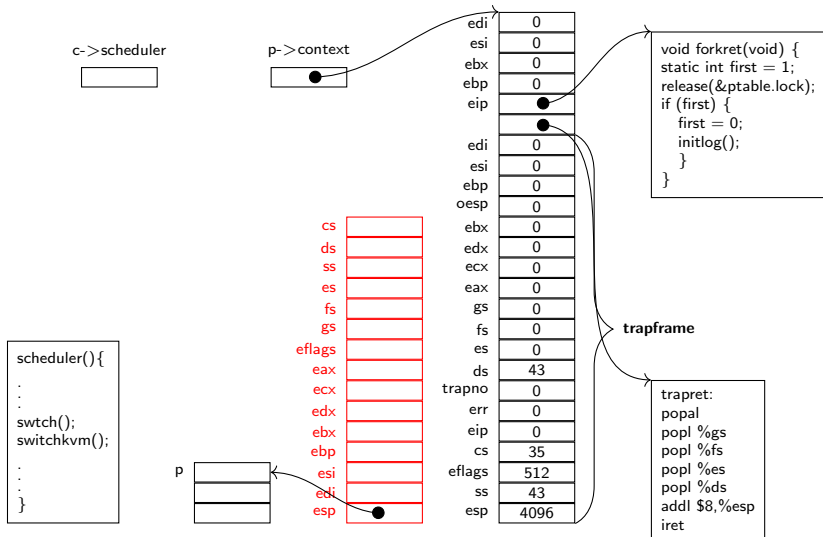 c->scheduler
p->context
edi 0
esi 0
ebx 0
ebp 0
eip
edi 0
esi 0
ebp 0
oesp 0
ebx 0
edx 0
ecx 0
eax 0
gs 0
fs 0
es 0
ds 43
trapno 0
err 0
eip 0
cs 35
eflags 512
ss 43
esp 4096
void forkret(void) {
static int first = 1;
release(&ptable.lock);
if (first) {
first = 0;
initlog();
}
}
trapframe
cs
ds
ss
es
fs
gs
eflags
eax
ecx
edx
ebx
ebp
esi
edi
esp
scheduler(){
.
.
.
swtch();
switchkvm();
.
.
.
}
p
trapret:
popal
popl %gs
popl %fs
popl %es
popl %ds
addl $8,%esp
iret